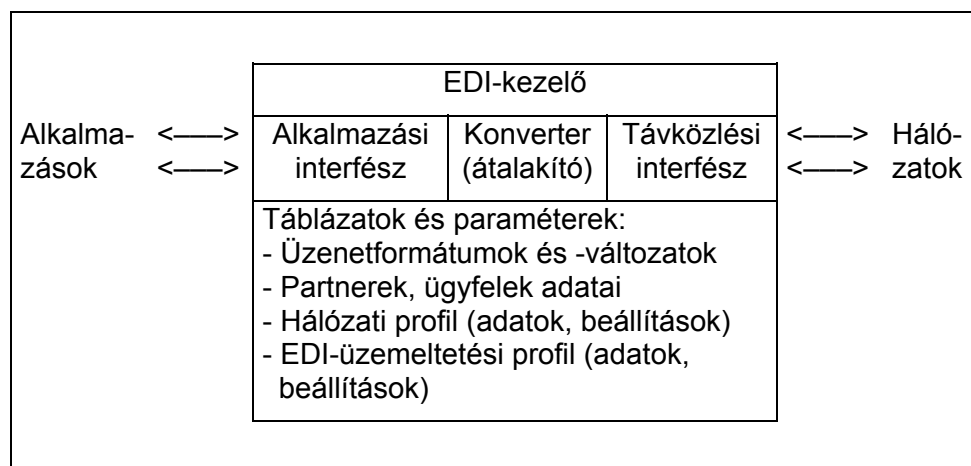 EDI-kezelő
Alkalma- <——> Alkalmazási Konverter Távközlési <——> Háló-
zások <——> interfész (átalakító) interfész <——> zatok
Táblázatok és paraméterek:
- Üzenetformátumok és -változatok
- Partnerek, ügyfelek adatai
- Hálózati profil (adatok, beállítások)
- EDI-üzemeltetési profil (adatok,
beállítások)